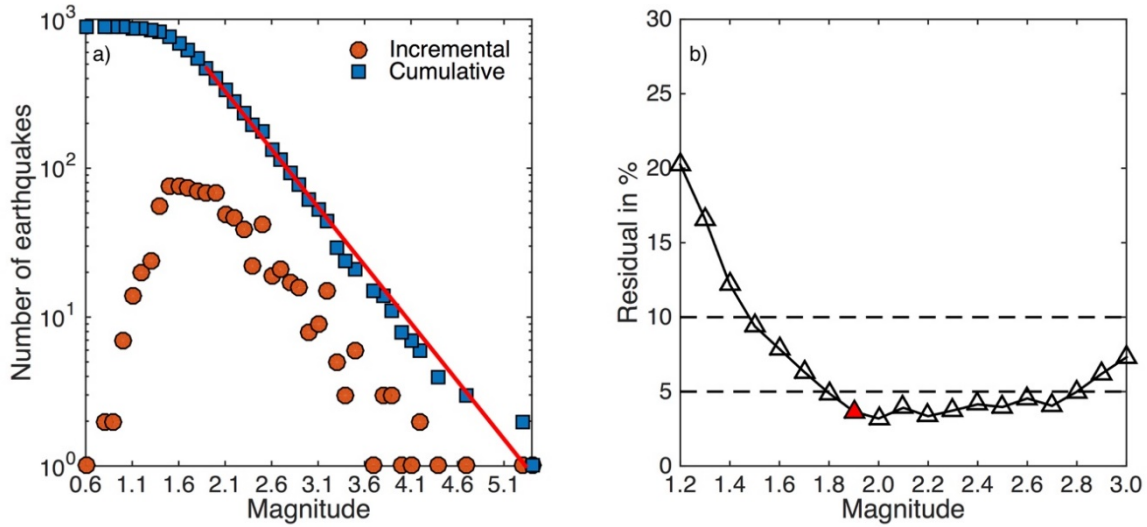 a)
Incremental
Cumulative
Number of earthquakes
10³
10²
10¹
10⁰
0.6 1.1 1.6 2.1 2.6 3.1 3.6 4.1 4.6 5.1
Magnitude
b)
Residual in %
30
25
20
15
10
5
0
1.2 1.4 1.6 1.8 2.0 2.2 2.4 2.6 2.8 3.0
Magnitude